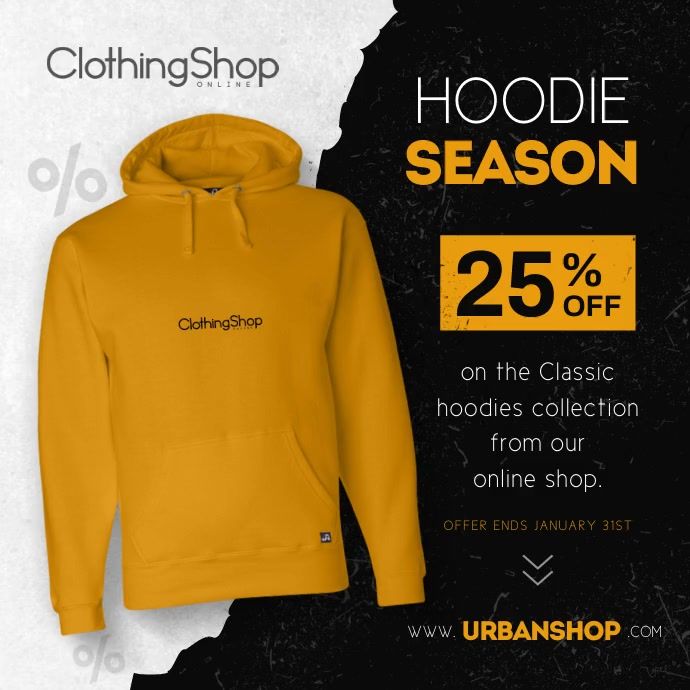 ClothingShop
ONLINE
%
HOODIE
SEASON
25% OFF
ClothingShop
on the Classic
hoodies collection
from our
online shop.
OFFER ENDS JANUARY 31ST
WWW. URBANSHOP .COM
%